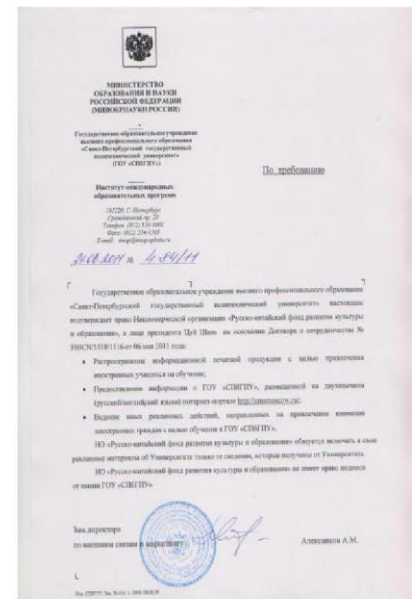 МИНИСТЕРСТВО
ОБРАЗОВАНИЯ И НАУКИ
РОССИЙСКОЙ ФЕДЕРАЦИИ
(МИНОБРНАУКИ РОССИИ)
Государственное образовательное учреждение
высшего профессионального образования
«Санкт-Петербургский государственный
политехнический университет»
(ГОУ «СПбГПУ»)
Институт международных
образовательных программ
195220, С.-Петербург
Гражданский пр. 28
По требованию
№
Государственное образовательное учреждение высшего профессионального образования
«Санкт-Петербургский государственный политехнический университет» настоящим
подтверждает право Некоммерческой организации «Русско-китайский фонд развития культуры
и образования», в лице президента Цуй Шань на основании Договора о сотрудничестве №
от 06 мая 2011 года:
• Распространение информационной печатной продукции с целью привлечения
иностранных учащихся на обучение;
• Предоставление информации о ГОУ «СПбГПУ», размещенной на двуязычном
(русский/английский языки) интернет-портале
• Ведение иных рекламных действий, направленных на привлечение внимания
иностранных граждан с целью обучения в ГОУ «СПбГПУ».
НО «Русско-китайский фонд развития культуры и образования» обязуется включать в свои
рекламные материалы об Университете только те сведения, которые получены от Университета.
НО «Русско-китайский фонд развития культуры и образования» не имеет право подписи
от имени ГОУ «СПбГПУ»
Зам.директора
по внешним связям и маркетингу
Алексанков А.М.